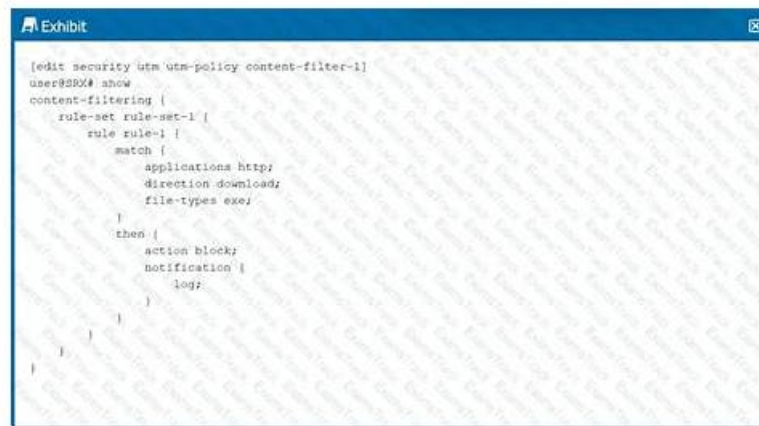 Exhibit
[edit security utm utm-policy content-filter-1]
user@SRX# show
content-filtering {
rule-set rule-set-1 {
rule rule-1 {
match {
applications http;
direction download;
file-types exe;
}
then {
action block;
notification {
log;
}
}
}
}
}